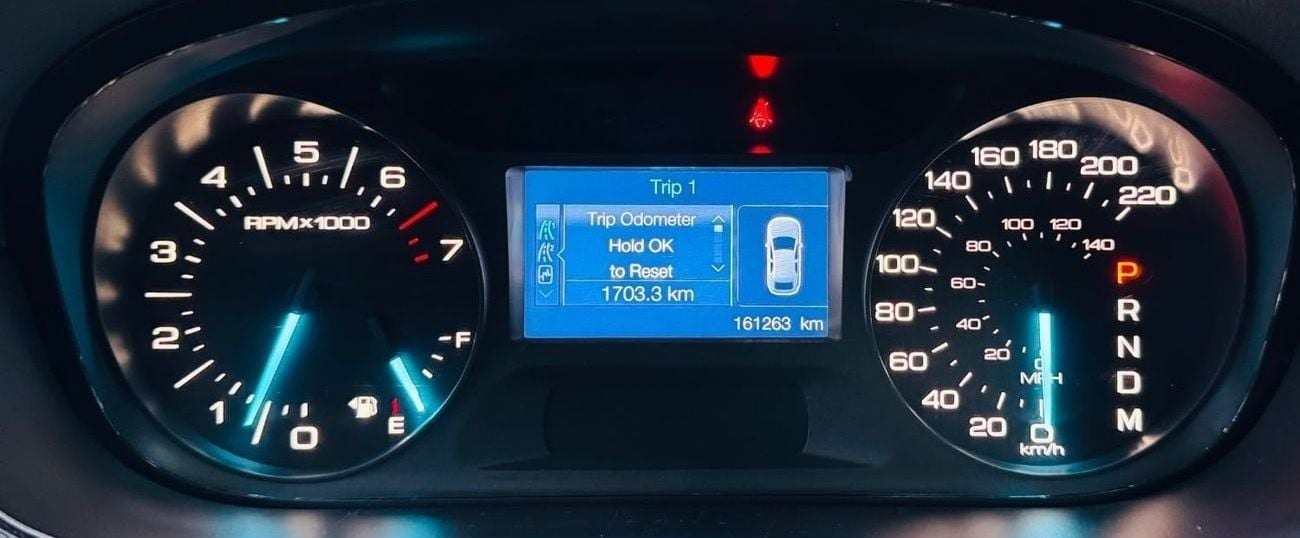 0
1
2
3
4
5
6
7
RPMx1000
F
E
Trip 1
Trip Odometer
Hold OK
to Reset
1703.3 km
161263 km
0
20
40
60
80
100
120
140
160
180
200
220
km/h
0
20
40
60
80
100
120
140
MPH
P
R
N
D
M